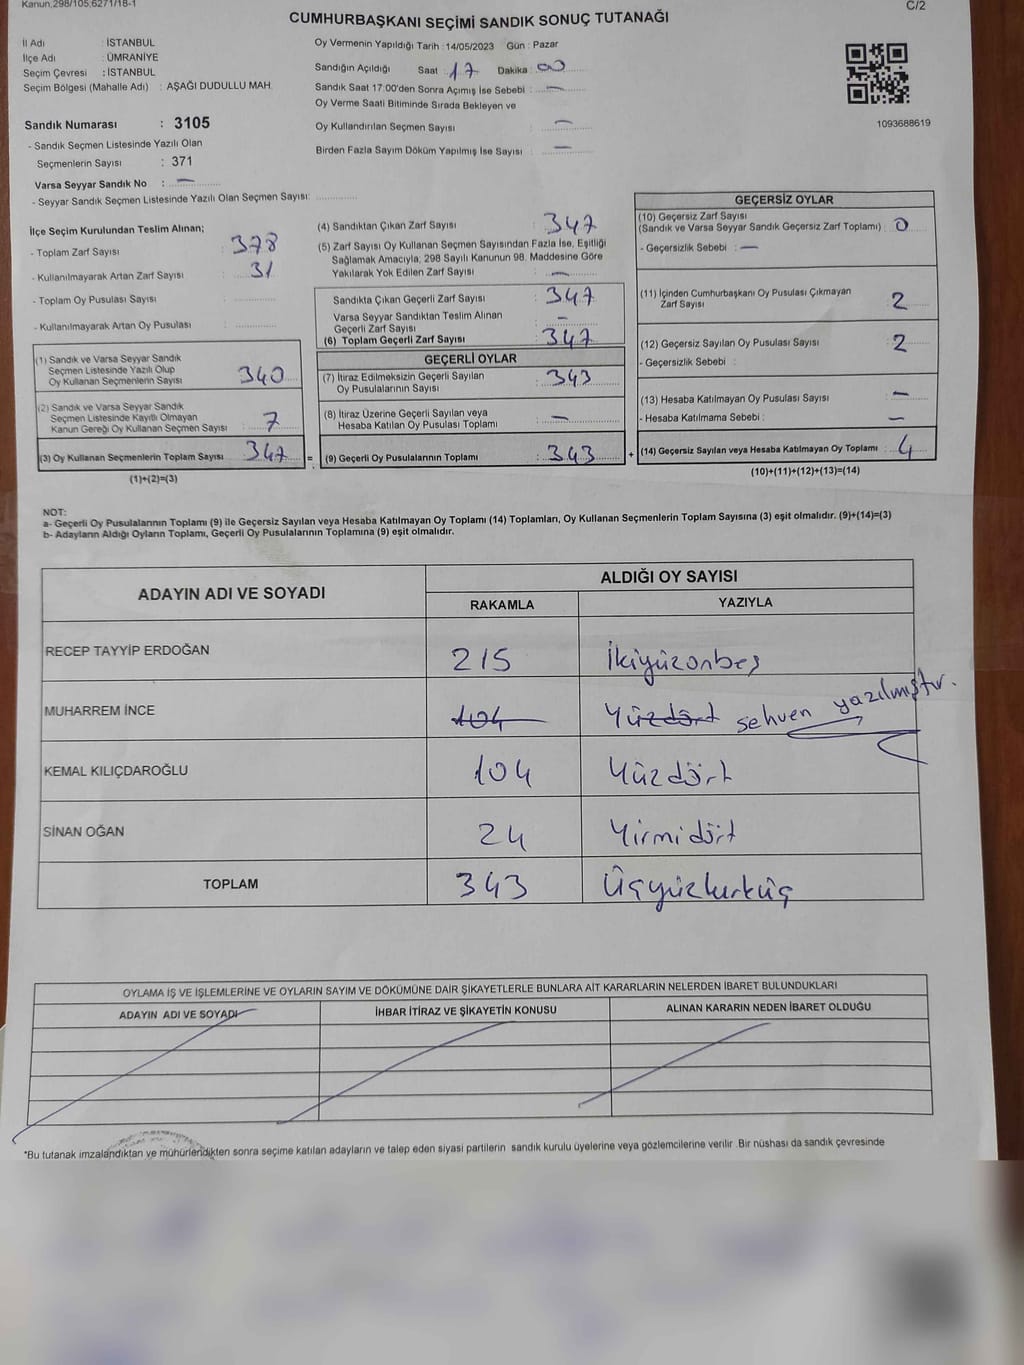 Kanun,298/105,6271/18-1
C/2
CUMHURBAŞKANI SEÇİMİ SANDIK SONUÇ TUTANAĞI
İl Adı : İSTANBUL
İlçe Adı : ÜMRANİYE
Seçim Çevresi : İSTANBUL
Seçim Bölgesi (Mahalle Adı) : AŞAĞI DUDULLU MAH.
Sandık Numarası : 3105
- Sandık Seçmen Listesinde Yazılı Olan
Seçmenlerin Sayısı : 371
Varsa Seyyar Sandık No : —
- Seyyar Sandık Seçmen Listesinde Yazılı Olan Seçmen Sayısı:
Oy Vermenin Yapıldığı Tarih : 14/05/2023 Gün : Pazar
Sandığın Açıldığı Saat : 17 Dakika : 00
Sandık Saat 17.00'den Sonra Açımış İse Sebebi : —
Oy Verme Saati Bitiminde Sırada Bekleyen ve
Oy Kullandırılan Seçmen Sayısı : —
Birden Fazla Sayım Döküm Yapılmış İse Sayısı : —
1093688619
İlçe Seçim Kurulundan Teslim Alınan;
- Toplam Zarf Sayısı : 378
- Kullanılmayarak Artan Zarf Sayısı : 31
- Toplam Oy Pusulası Sayısı :
- Kullanılmayarak Artan Oy Pusulası :
(1) Sandık ve Varsa Seyyar Sandık
Seçmen Listesinde Yazılı Olup
Oy Kullanan Seçmenlerin Sayısı : 340
(2) Sandık ve Varsa Seyyar Sandık
Seçmen Listesinde Kayıtlı Olmayan
Kanun Gereği Oy Kullanan Seçmen Sayısı : 7
(3) Oy Kullanan Seçmenlerin Toplam Sayısı : 347 =
(1)+(2)=(3)
(4) Sandıktan Çıkan Zarf Sayısı : 347
(5) Zarf Sayısı Oy Kullanan Seçmen Sayısından Fazla İse, Eşitliği
Sağlamak Amacıyla, 298 Sayılı Kanunun 98. Maddesine Göre
Yakılarak Yok Edilen Zarf Sayısı : —
Sandıkta Çıkan Geçerli Zarf Sayısı : 347
Varsa Seyyar Sandıktan Teslim Alınan
Geçerli Zarf Sayısı : —
(6) Toplam Geçerli Zarf Sayısı : 347
GEÇERLİ OYLAR
(7) İtiraz Edilmeksizin Geçerli Sayılan
Oy Pusulalarının Sayısı : 343
(8) İtiraz Üzerine Geçerli Sayılan veya
Hesaba Katılan Oy Pusulası Toplamı : —
(9) Geçerli Oy Pusulalarının Toplamı : 343 +
GEÇERSİZ OYLAR
(10) Geçersiz Zarf Sayısı
(Sandık ve Varsa Seyyar Sandık Geçersiz Zarf Toplamı) : 0
- Geçersizlik Sebebi : —
(11) İçinden Cumhurbaşkanı Oy Pusulası Çıkmayan
Zarf Sayısı : 2
(12) Geçersiz Sayılan Oy Pusulası Sayısı : 2
- Geçersizlik Sebebi :
(13) Hesaba Katılmayan Oy Pusulası Sayısı : —
- Hesaba Katılmama Sebebi : —
(14) Geçersiz Sayılan veya Hesaba Katılmayan Oy Toplamı : 4
(10)+(11)+(12)+(13)=(14)
NOT:
a- Geçerli Oy Pusulalarının Toplamı (9) ile Geçersiz Sayılan veya Hesaba Katılmayan Oy Toplamı (14) Toplamları, Oy Kullanan Seçmenlerin Toplam Sayısına (3) eşit olmalıdır. (9)+(14)=(3)
b- Adayların Aldığı Oyların Toplamı, Geçerli Oy Pusulalarının Toplamına (9) eşit olmalıdır.
ADAYIN ADI VE SOYADI ALDIĞI OY SAYISI
RAKAMLA YAZIYLA
RECEP TAYYİP ERDOĞAN 215 İkiyüzonbeş
MUHARREM İNCE 104 Yüzdört sehven yazılmıştır.
KEMAL KILIÇDAROĞLU 104 Yüzdört
SİNAN OĞAN 24 Yirmidört
TOPLAM 343 Üçyüzkırküç
OYLAMA İŞ VE İŞLEMLERİNE VE OYLARIN SAYIM VE DÖKÜMÜNE DAİR ŞİKAYETLERLE BUNLARA AİT KARARLARIN NELERDEN İBARET BULUNDUKLARI
ADAYIN ADI VE SOYADI İHBAR İTİRAZ VE ŞİKAYETİN KONUSU ALINAN KARARIN NEDEN İBARET OLDUĞU
*Bu tutanak imzalandıktan ve mühürlendikten sonra seçime katılan adayların ve talep eden siyasi partilerin sandık kurulu üyelerine veya gözlemcilerine verilir .Bir nüshası da sandık çevresinde